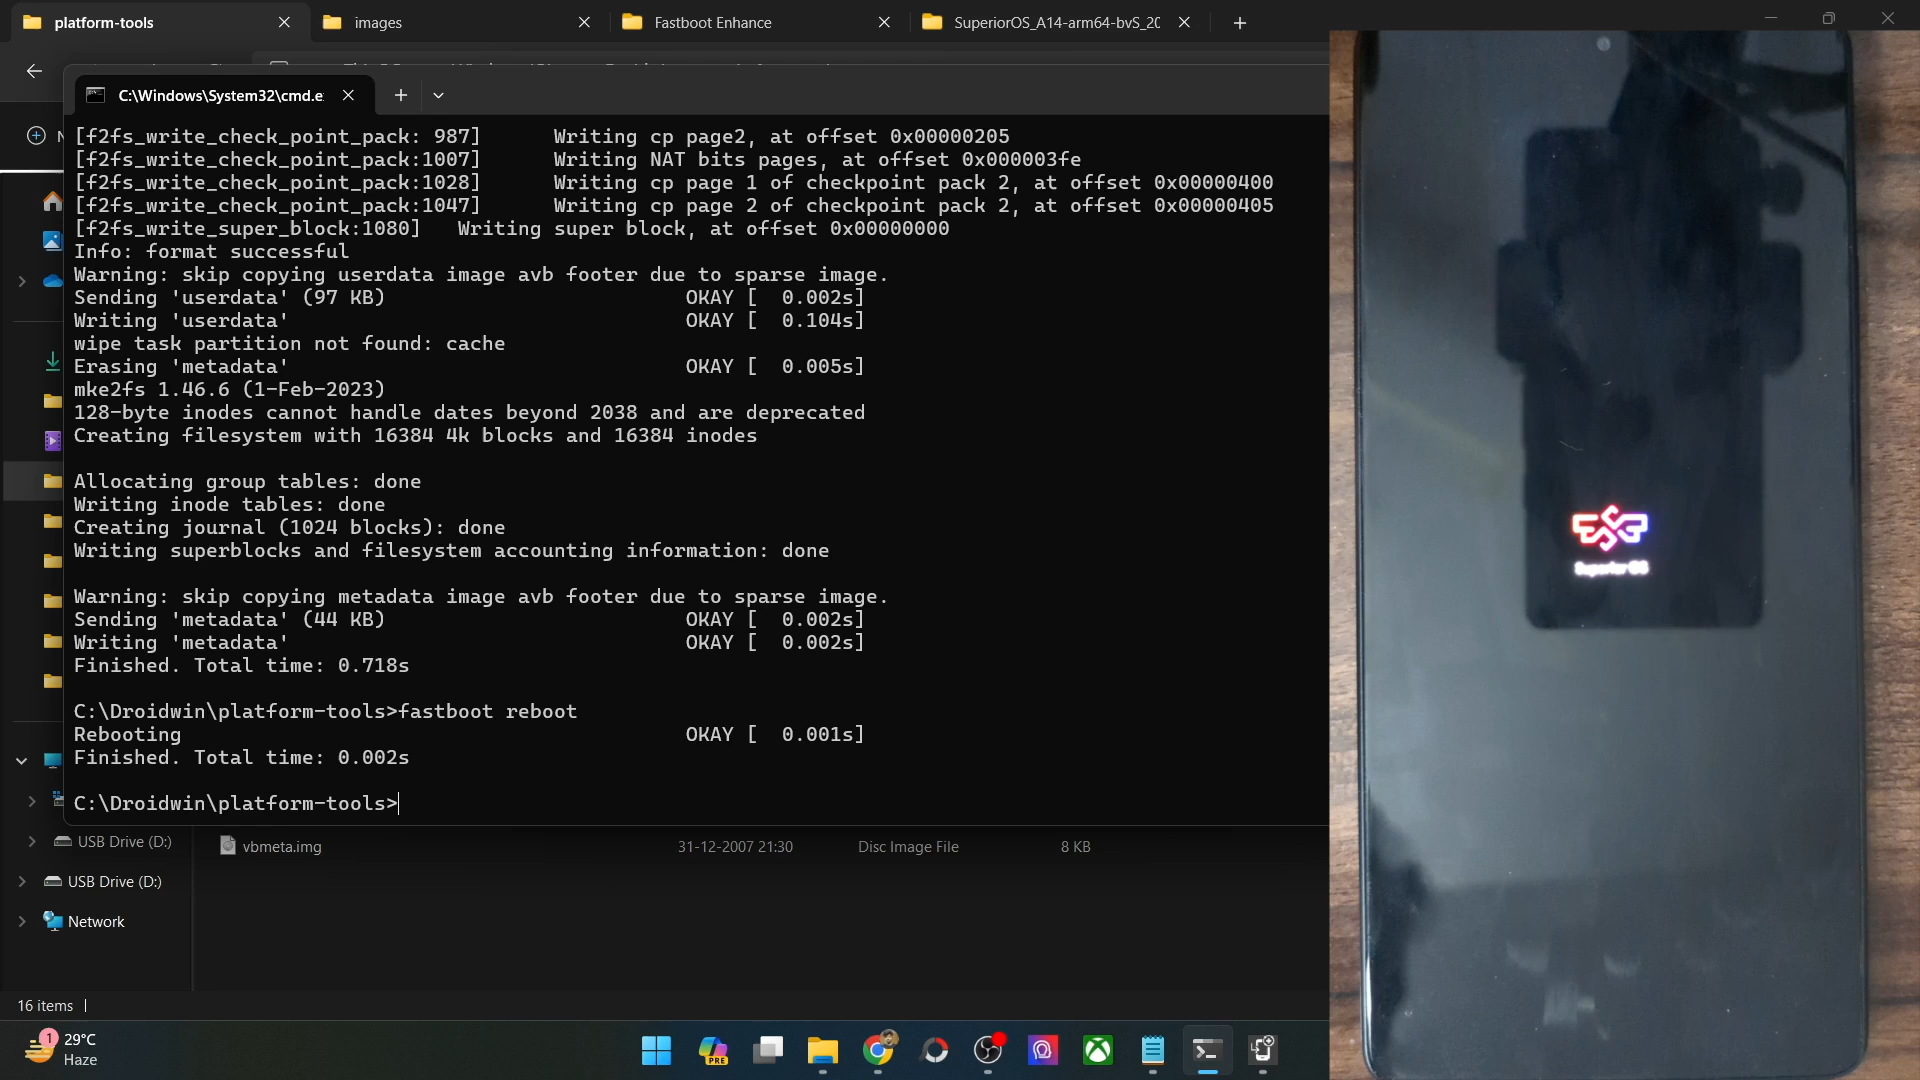 platform-tools
images
Fastboot Enhance
SuperiorOS_A14-arm64-bvS_20
C:\Windows\System32\cmd.e
[f2fs_write_check_point_pack: 987]      Writing cp page2, at offset 0x00000205
[f2fs_write_check_point_pack:1007]      Writing NAT bits pages, at offset 0x000003fe
[f2fs_write_check_point_pack:1028]      Writing cp page 1 of checkpoint pack 2, at offset 0x00000400
[f2fs_write_check_point_pack:1047]      Writing cp page 2 of checkpoint pack 2, at offset 0x00000405
[f2fs_write_super_block:1080]   Writing super block, at offset 0x00000000
Info: format successful
Warning: skip copying userdata image avb footer due to sparse image.
Sending 'userdata' (97 KB)                         OKAY [  0.002s]
Writing 'userdata'                                 OKAY [  0.104s]
wipe task partition not found: cache
Erasing 'metadata'                                 OKAY [  0.005s]
mke2fs 1.46.6 (1-Feb-2023)
128-byte inodes cannot handle dates beyond 2038 and are deprecated
Creating filesystem with 16384 4k blocks and 16384 inodes
Allocating group tables: done
Writing inode tables: done
Creating journal (1024 blocks): done
Writing superblocks and filesystem accounting information: done
Warning: skip copying metadata image avb footer due to sparse image.
Sending 'metadata' (44 KB)                         OKAY [  0.002s]
Writing 'metadata'                                 OKAY [  0.002s]
Finished. Total time: 0.718s
C:\Droidwin\platform-tools>fastboot reboot
Rebooting                                          OKAY [  0.001s]
Finished. Total time: 0.002s
C:\Droidwin\platform-tools>
USB Drive (D:)
vbmeta.img 31-12-2007 21:30 Disc Image File 8 KB
USB Drive (D:)
Network
16 items
1
29°C
Haze
PRE
Superior OS